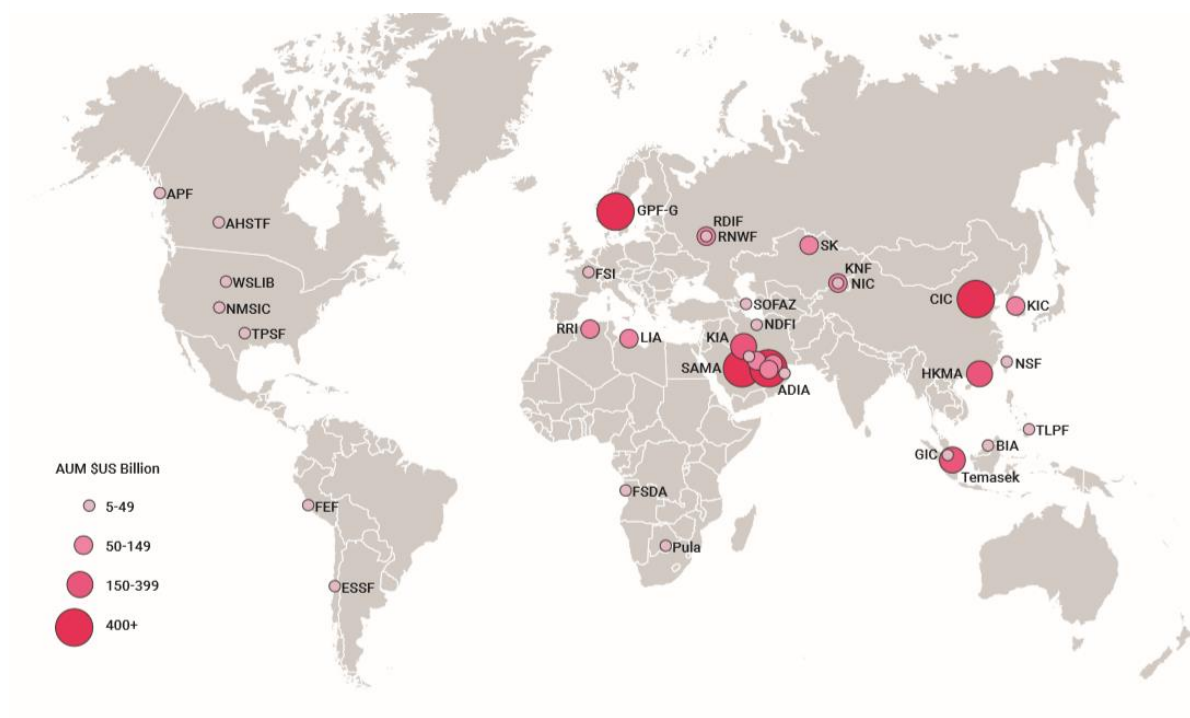 APF
AHSTF
WSLIB
NMSIC
TPSF
FEF
ESSF
GPF-G
RDIF
RNWF
SK
FSI
KNF
NIC
SOFAZ
NDFI
CIC
KIC
RRI
LIA
KIA
SAMA
ADIA
HKMA
NSF
TLPF
BIA
GIC
Temasek
FSDA
Pula
AUM $US Billion
5-49
50-149
150-399
400+